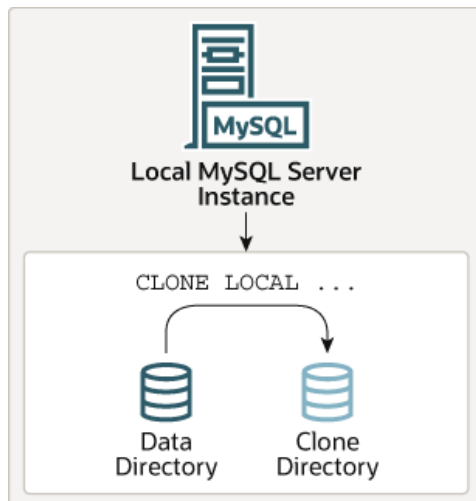 MySQL
Local MySQL Server
Instance
CLONE LOCAL ...
Data
Directory
Clone
Directory